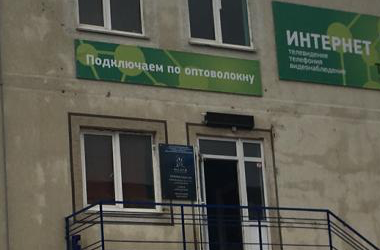 Подключаем по оптоволокну
ИНТЕРНЕТ
телевидение
телефония
видеонаблюдение